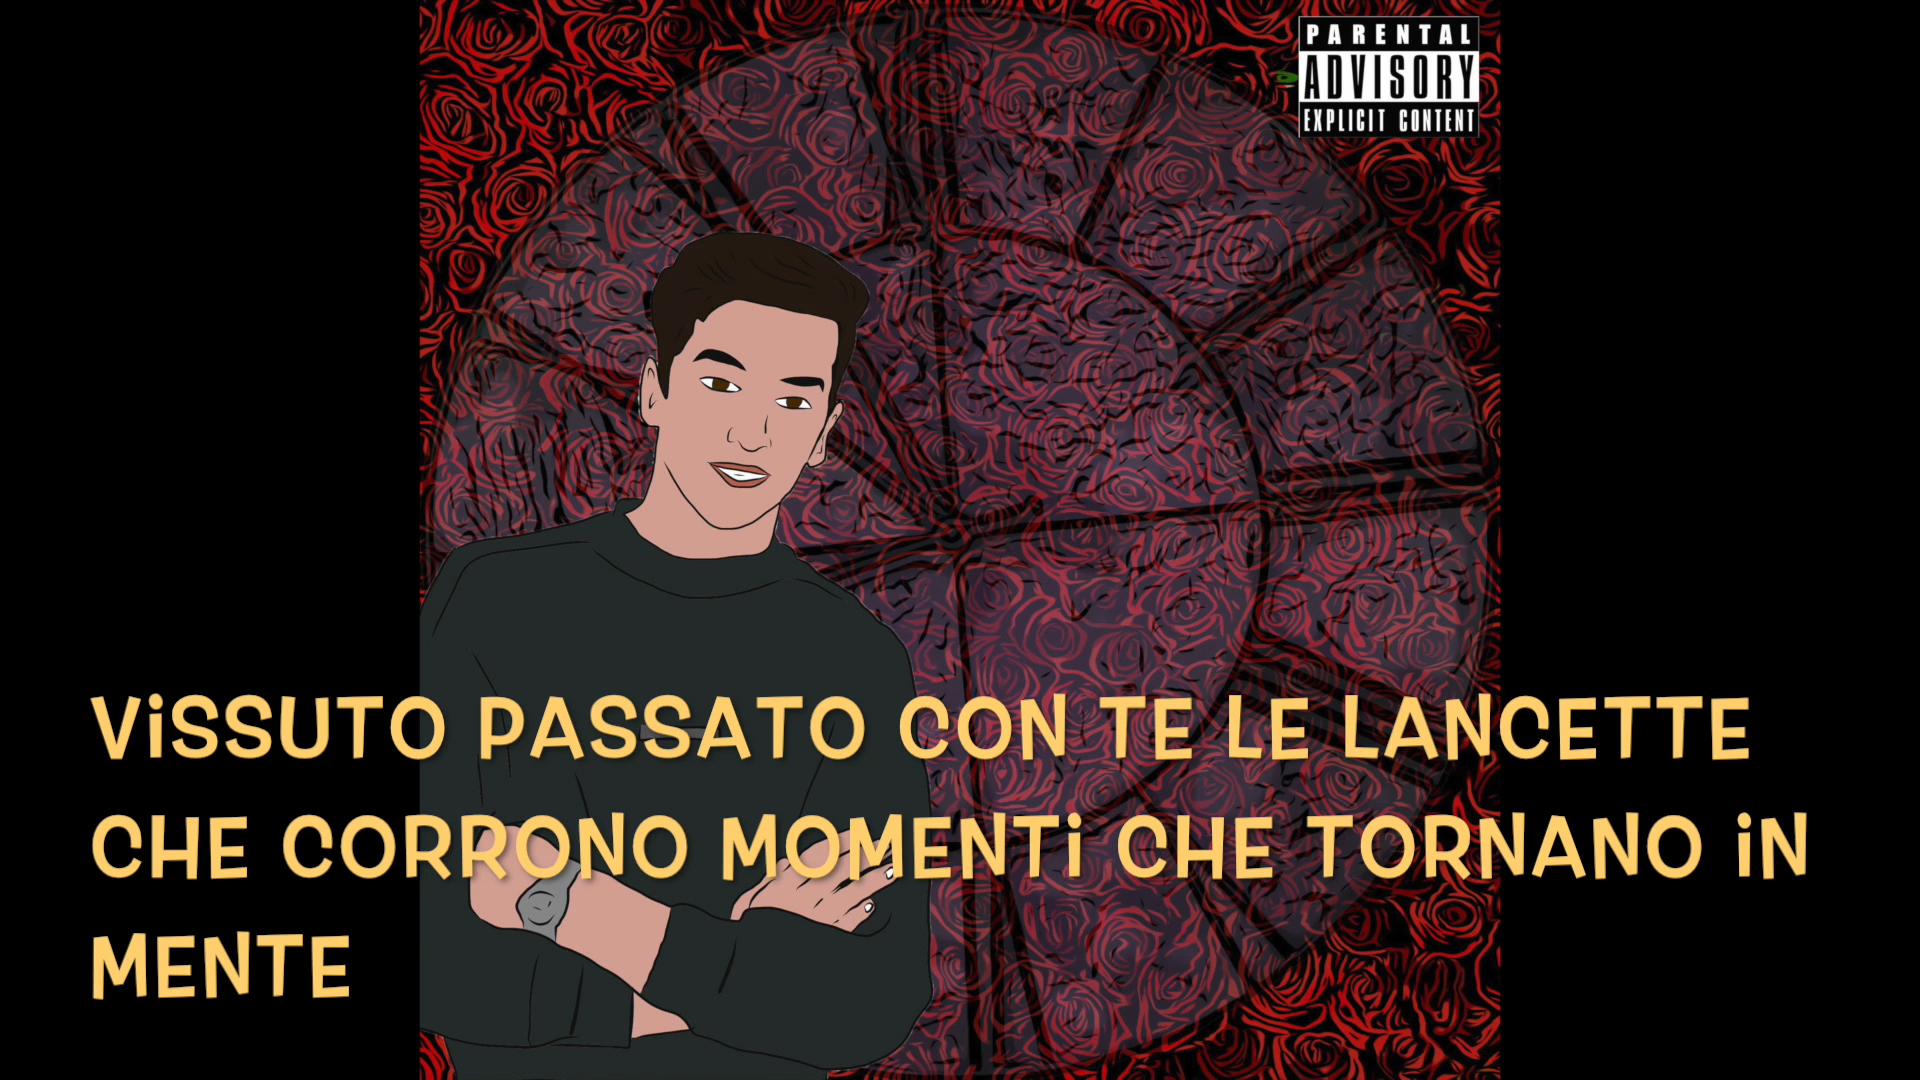 PARENTAL
ADVISORY
EXPLICIT CONTENT
ViSSUTO PASSATO CON TE LE LANCETTE
CHE CORRONO MOMENTi CHE TORNANO iN
MENTE